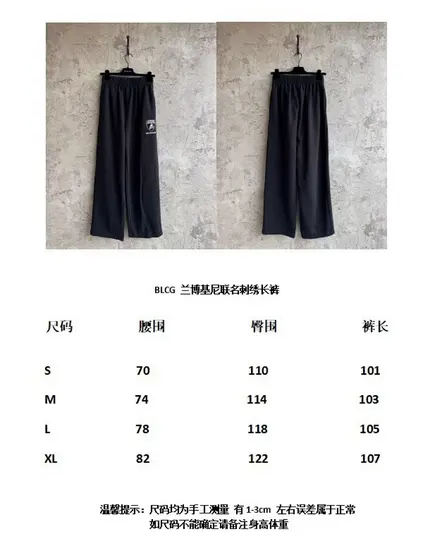 BLCG 兰博基尼联名刺绣长裤
尺码 腰围 臀围 裤长
S 70 110 101
M 74 114 103
L 78 118 105
XL 82 122 107
温馨提示：尺码均为手工测量 有1-3cm 左右误差属于正常
如尺码不能确定请备注身高体重